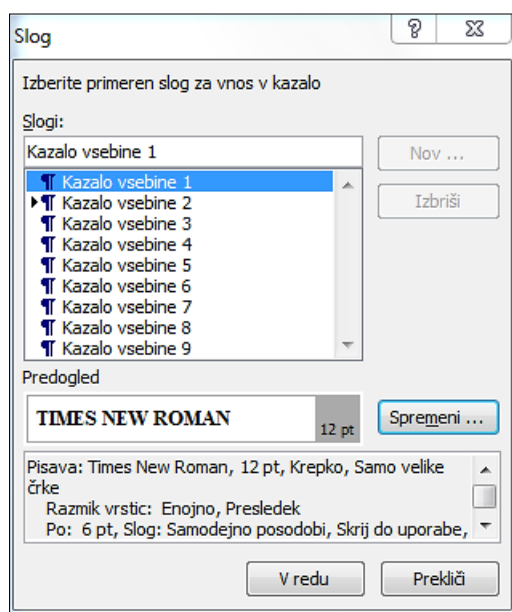 Slog
Izberite primeren slog za vnos v kazalo
Slogi:
Kazalo vsebine 1
Nov ...
¶ Kazalo vsebine 1
¶ Kazalo vsebine 2
¶ Kazalo vsebine 3
¶ Kazalo vsebine 4
¶ Kazalo vsebine 5
¶ Kazalo vsebine 6
¶ Kazalo vsebine 7
¶ Kazalo vsebine 8
¶ Kazalo vsebine 9
Izbriši
Predogled
TIMES NEW ROMAN
12 pt
Spremeni ...
Pisava: Times New Roman, 12 pt, Krepko, Samo velike
črke
Razmik vrstic: Enojno, Presledek
Po: 6 pt, Slog: Samodejno posodobi, Skrij do uporabe,
V redu
Prekliči